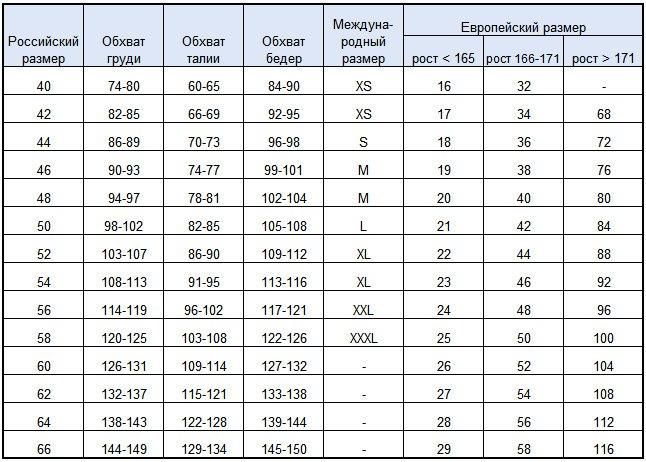 Российский размер Обхват груди Обхват талии Обхват бедер Междуна-родный размер Европейский размер
рост < 165 рост 166-171 рост > 171
40 74-80 60-65 84-90 XS 16 32 -
42 82-85 66-69 92-95 XS 17 34 68
44 86-89 70-73 96-98 S 18 36 72
46 90-93 74-77 99-101 M 19 38 76
48 94-97 78-81 102-104 M 20 40 80
50 98-102 82-85 105-108 L 21 42 84
52 103-107 86-90 109-112 XL 22 44 88
54 108-113 91-95 113-116 XL 23 46 92
56 114-119 96-102 117-121 XXL 24 48 96
58 120-125 103-108 122-126 XXXL 25 50 100
60 126-131 109-114 127-132 - 26 52 104
62 132-137 115-121 133-138 - 27 54 108
64 138-143 122-128 139-144 - 28 56 112
66 144-149 129-134 145-150 - 29 58 116